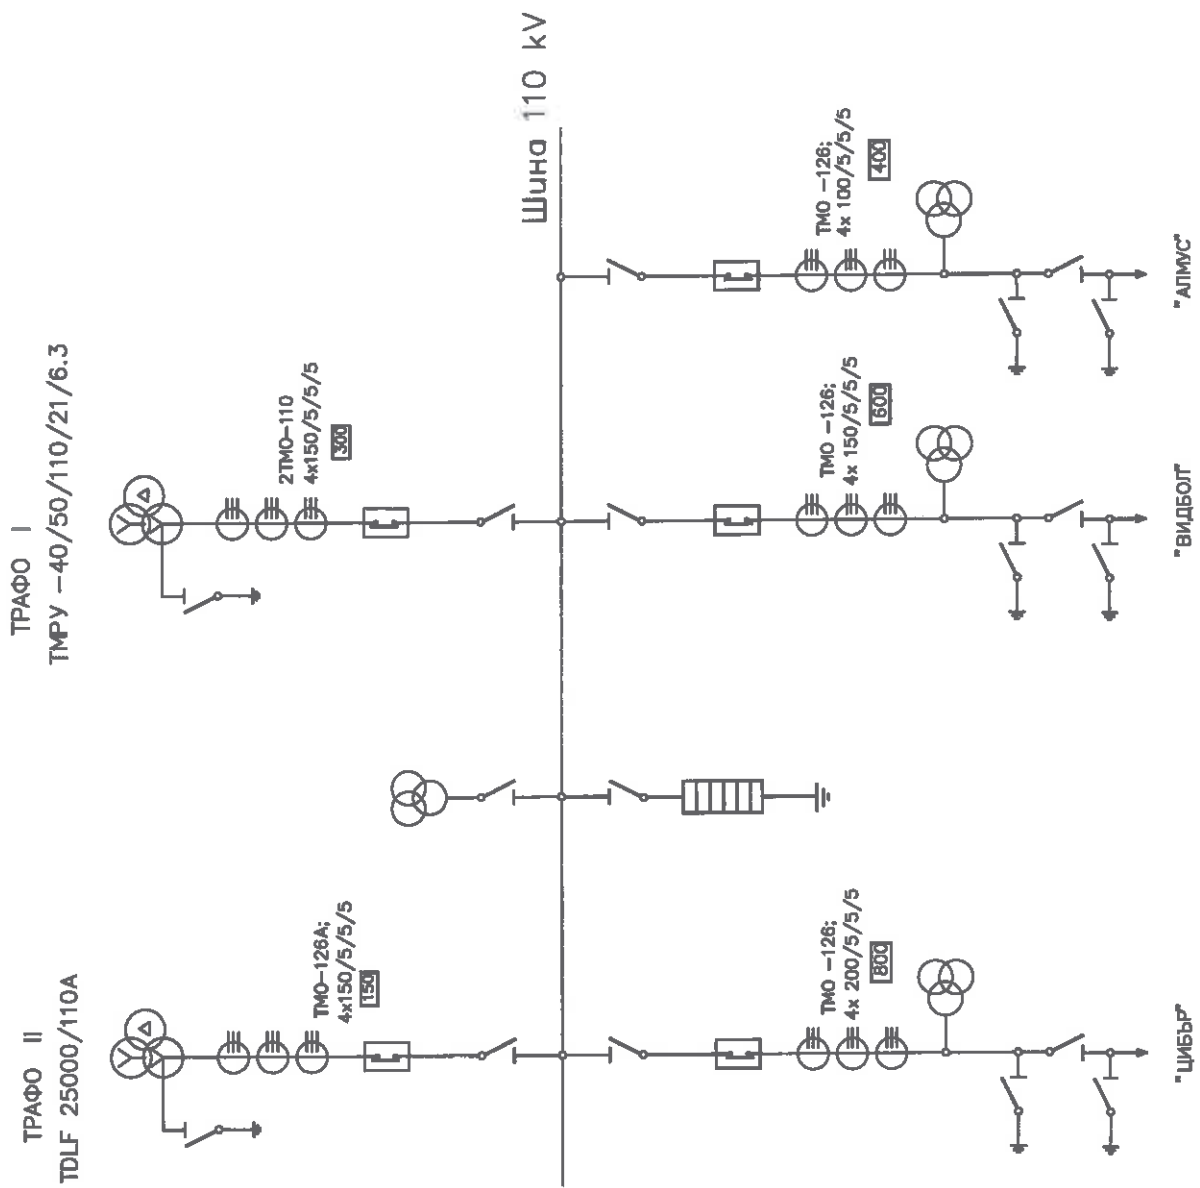 ТРАФО II
TDLF 25000/110A
ТРАФО I
ТМРУ -40/50/110/21/6.3
ТМО-126А;
4x150/5/5/5
150
2ТМО-110
4x150/5/5/5
300
Шина 110 kV
ТМО -126;
4x 200/5/5/5
800
ТМО -126;
4x 150/5/5/5
600
ТМО -126;
4x 100/5/5/5
400
"ЦИБЪР"
"ВИДБОЛ"
"АЛМУС"